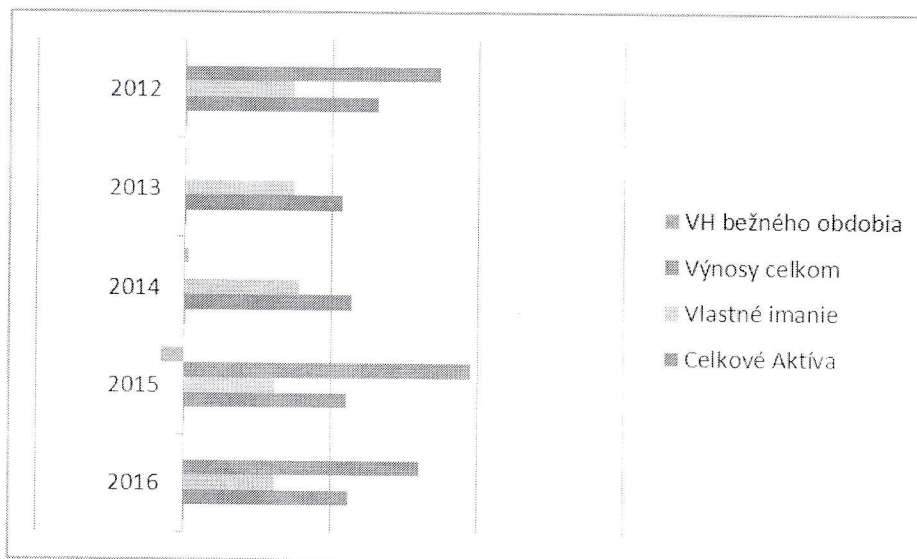 2012
2013
2014
2015
2016
VH bežného obdobia
Výnosy celkom
Vlastné imanie
Celkové Aktíva